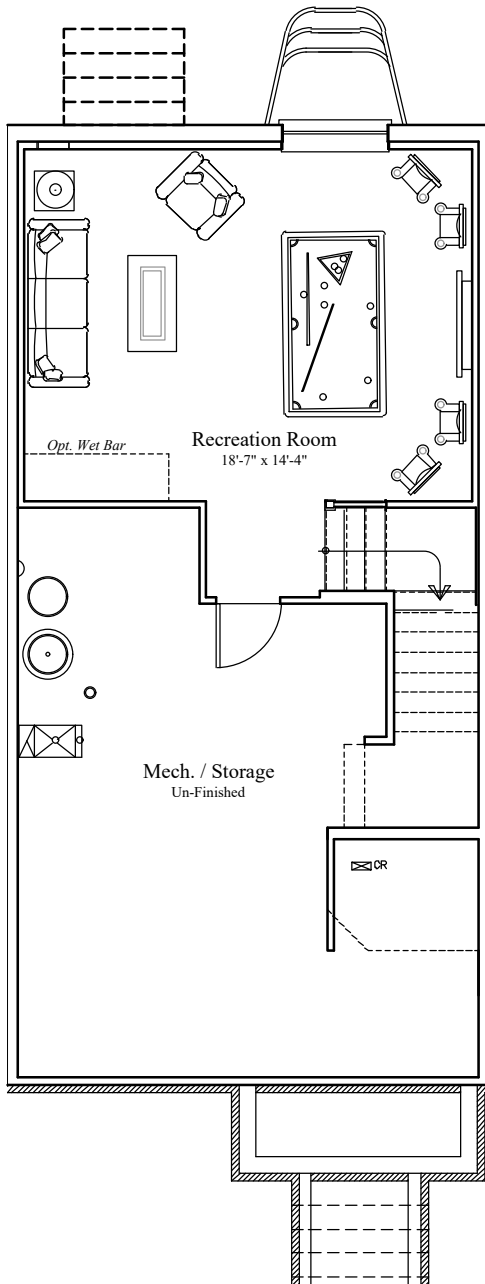 Opt. Wet Bar
Recreation Room
18'-7" x 14'-4"
Mech. / Storage
Un-Finished
CR